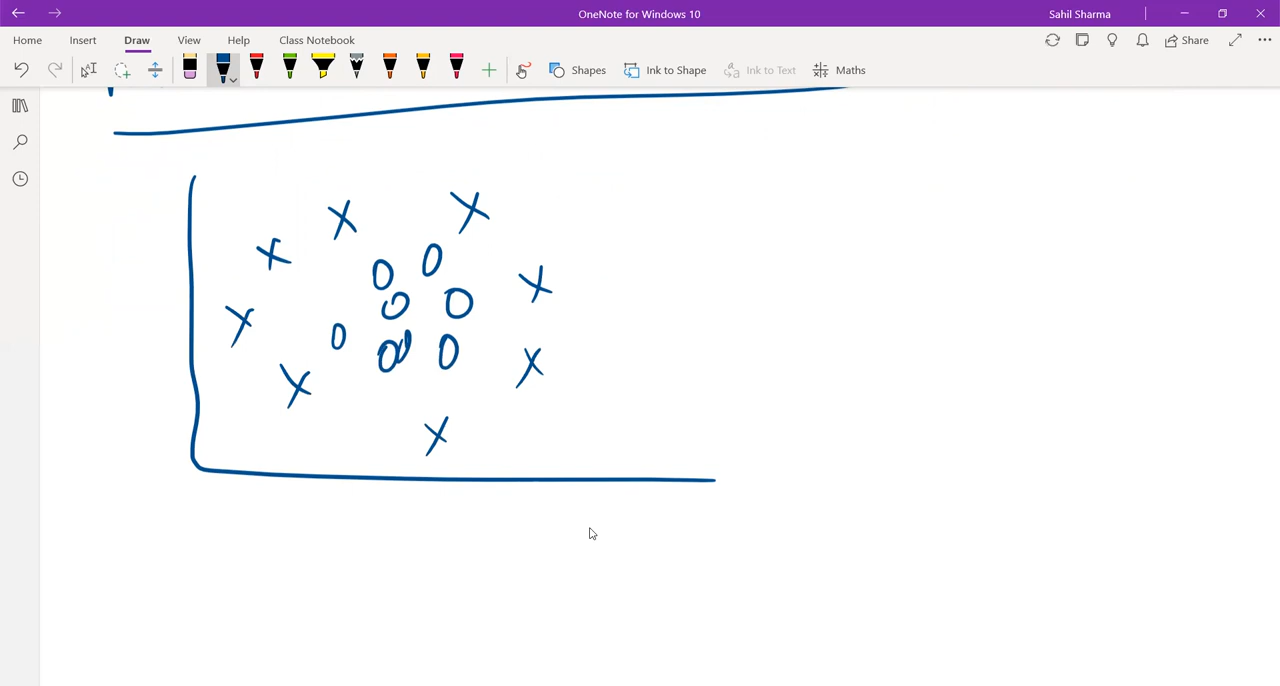 OneNote for Windows 10
Sahil Sharma
Home Insert Draw View Help Class Notebook
Share
Shapes Ink to Shape Ink to Text Maths
X X
X O O
O O X
X O
O O O X
X
X